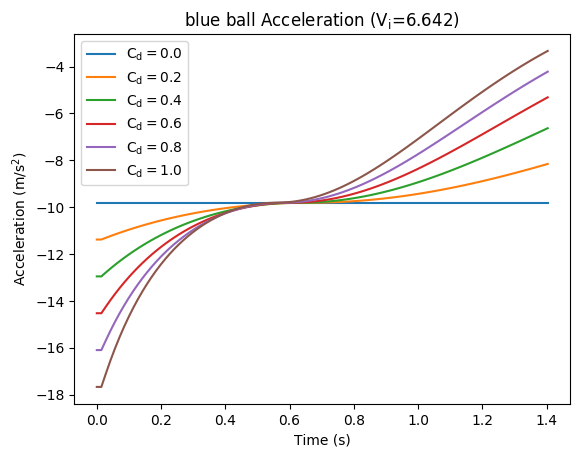 blue ball Acceleration (Vi=6.642)
Cd = 0.0
Cd = 0.2
Cd = 0.4
Cd = 0.6
Cd = 0.8
Cd = 1.0
Acceleration (m/s²)
−4
−6
−8
−10
−12
−14
−16
−18
0.0 0.2 0.4 0.6 0.8 1.0 1.2 1.4
Time (s)